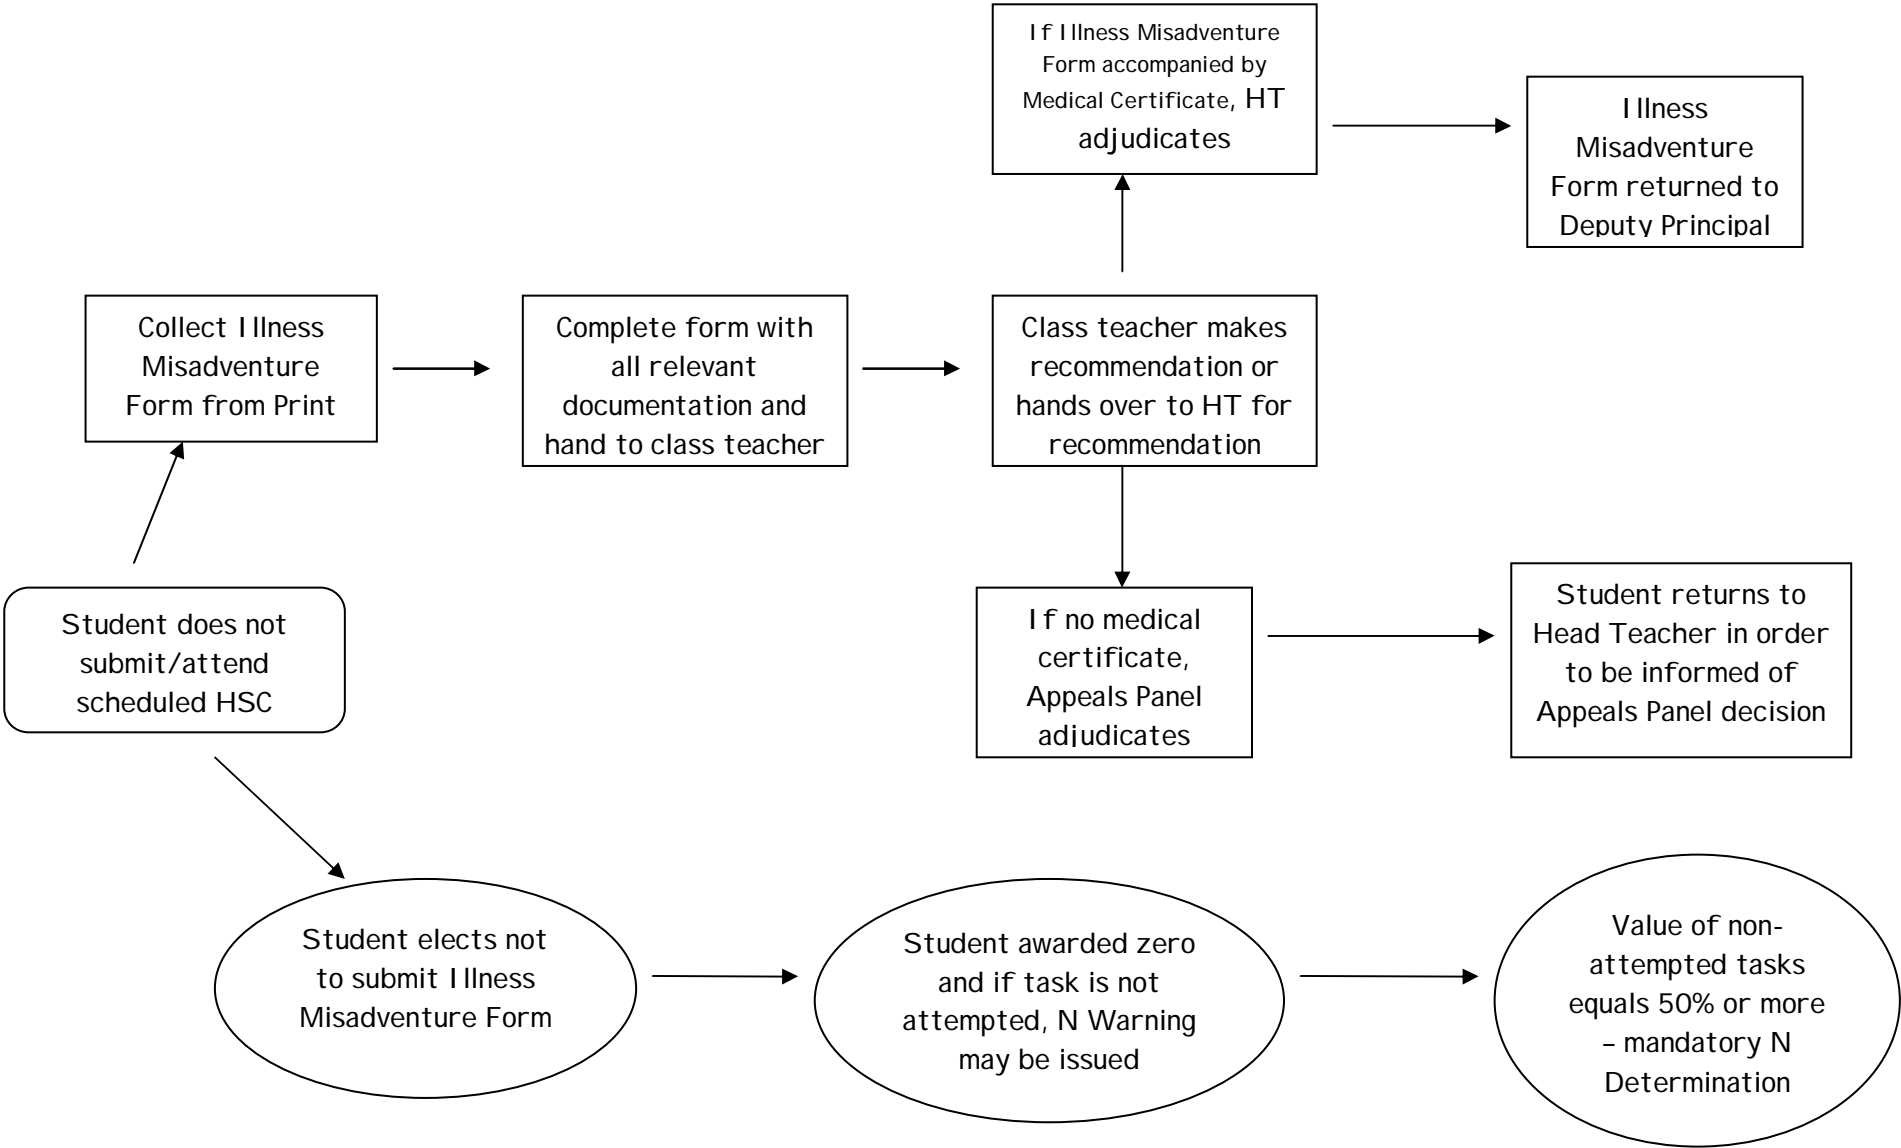 If Illness Misadventure
Form accompanied by
Medical Certificate, HT
adjudicates
Illness
Misadventure
Form returned to
Deputy Principal
Collect Illness
Misadventure
Form from Print
Complete form with
all relevant
documentation and
hand to class teacher
Class teacher makes
recommendation or
hands over to HT for
recommendation
Student does not
submit/attend
scheduled HSC
If no medical
certificate,
Appeals Panel
adjudicates
Student returns to
Head Teacher in order
to be informed of
Appeals Panel decision
Student elects not
to submit Illness
Misadventure Form
Student awarded zero
and if task is not
attempted, N Warning
may be issued
Value of non-
attempted tasks
equals 50% or more
– mandatory N
Determination